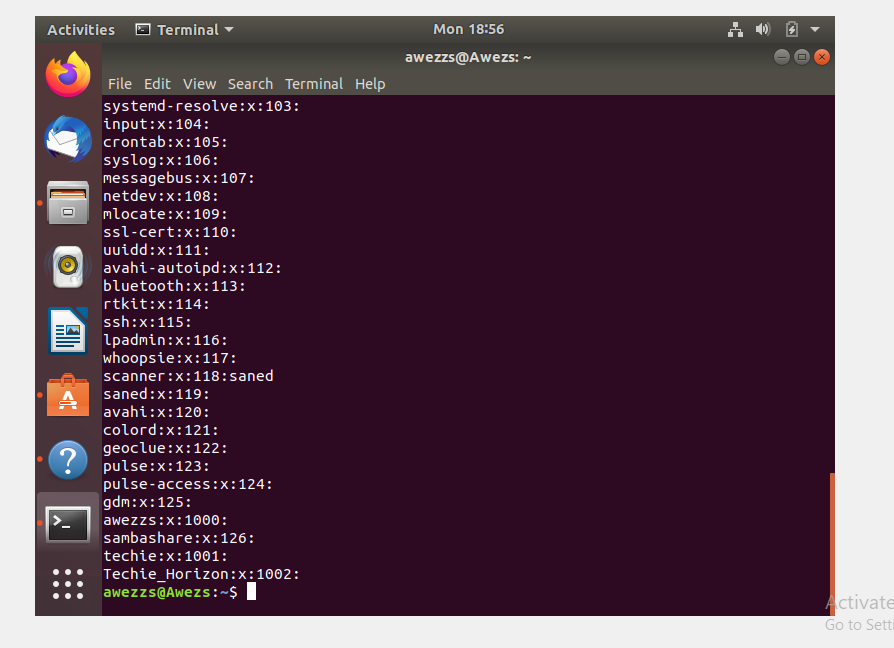 Activities Terminal Mon 18:56
awezzs@Awezs: ~
File Edit View Search Terminal Help
systemd-resolve:x:103:
input:x:104:
crontab:x:105:
syslog:x:106:
messagebus:x:107:
netdev:x:108:
mlocate:x:109:
ssl-cert:x:110:
uuidd:x:111:
avahi-autoipd:x:112:
bluetooth:x:113:
rtkit:x:114:
ssh:x:115:
lpadmin:x:116:
whoopsie:x:117:
scanner:x:118:saned
saned:x:119:
avahi:x:120:
colord:x:121:
geoclue:x:122:
pulse:x:123:
pulse-access:x:124:
gdm:x:125:
awezzs:x:1000:
sambashare:x:126:
techie:x:1001:
Techie_Horizon:x:1002:
awezzs@Awezs:~$
Activate
Go to Setti